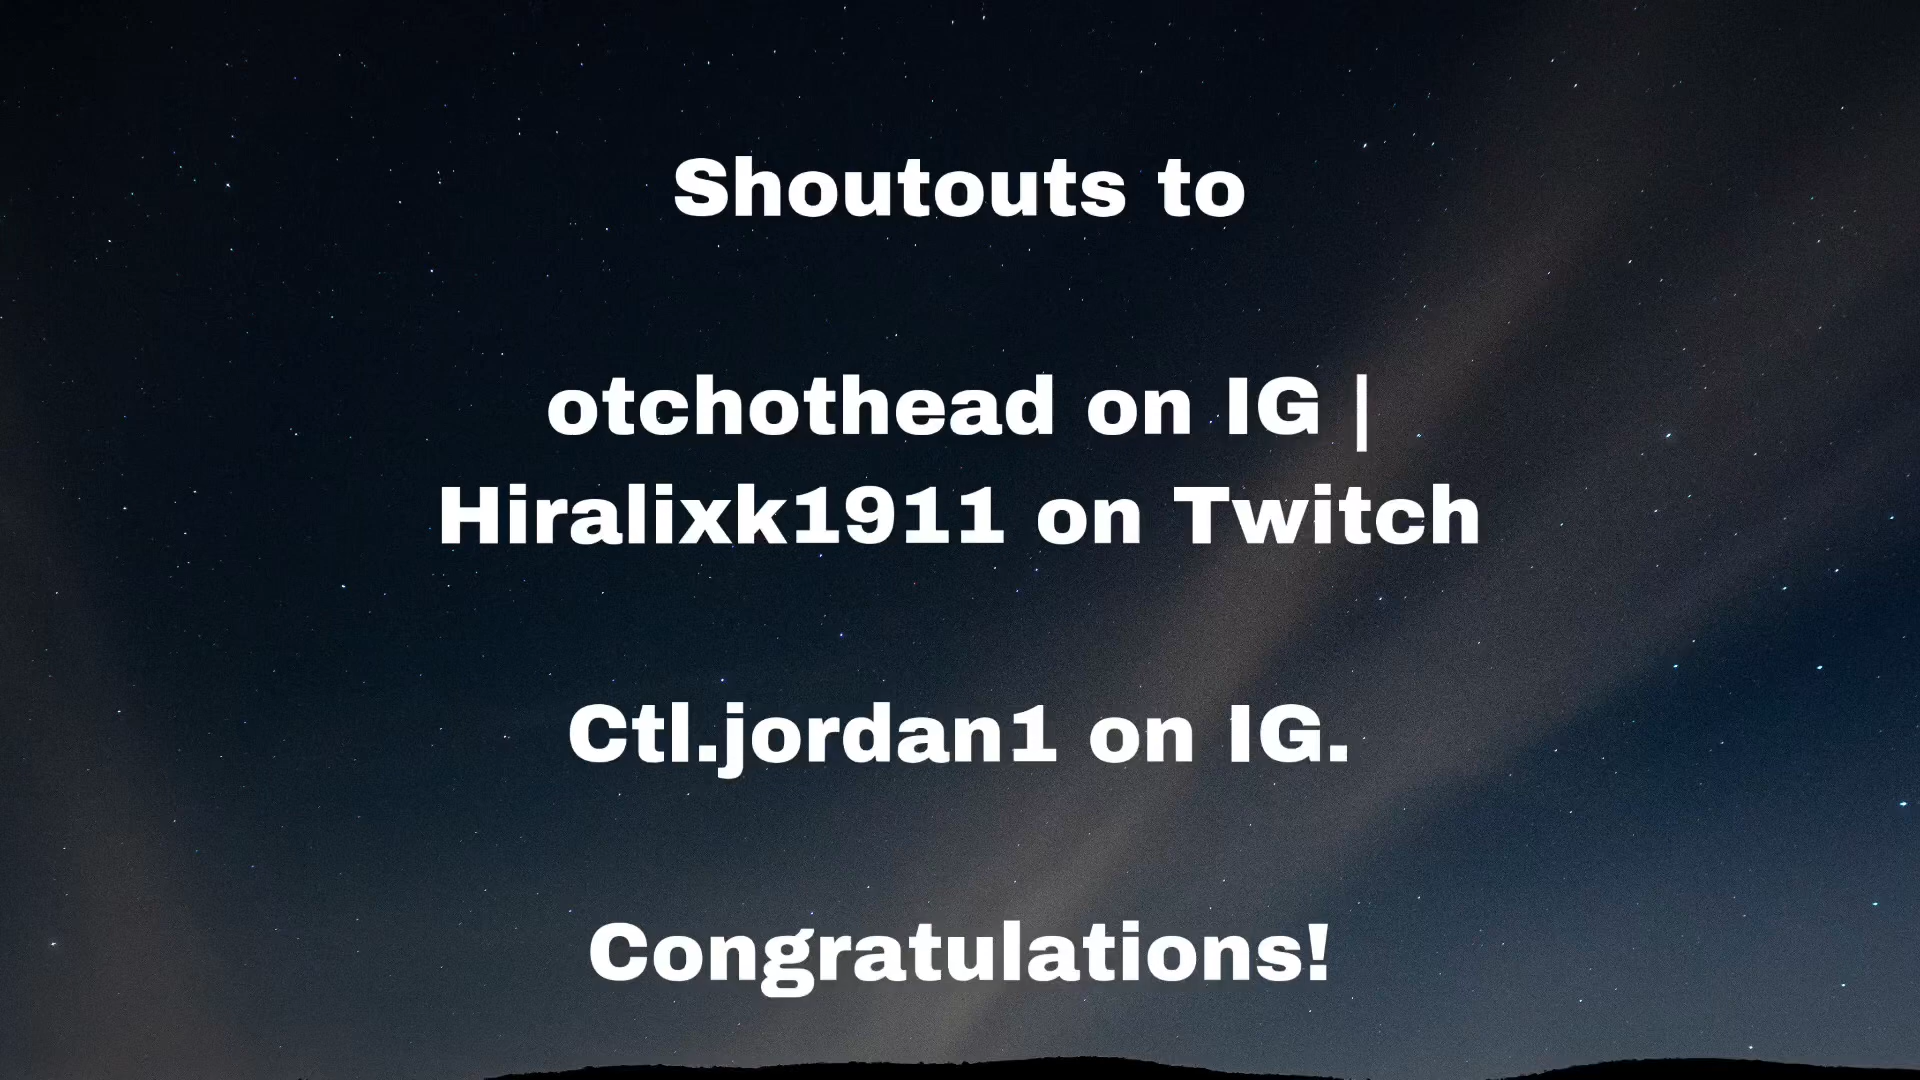 Shoutouts to
otchothead on IG |
Hiralixk1911 on Twitch
Ctl.jordan1 on IG.
Congratulations!